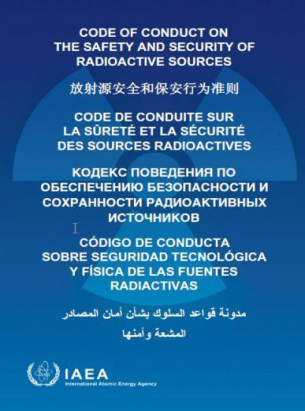 CODE OF CONDUCT ON
THE SAFETY AND SECURITY OF
RADIOACTIVE SOURCES
放射源安全和保安行为准则
CODE DE CONDUITE SUR
LA SÛRETÉ ET LA SÉCURITÉ
DES SOURCES RADIOACTIVES
КОДЕКС ПОВЕДЕНИЯ ПО
ОБЕСПЕЧЕНИЮ БЕЗОПАСНОСТИ И
СОХРАННОСТИ РАДИОАКТИВНЫХ
ИСТОЧНИКОВ
CÓDIGO DE CONDUCTA
SOBRE SEGURIDAD TECNOLÓGICA
Y FÍSICA DE LAS FUENTES
RADIACTIVAS
مدونة قواعد السلوك بشأن أمان المصادر
المشعة وأمنها
IAEA
International Atomic Energy Agency